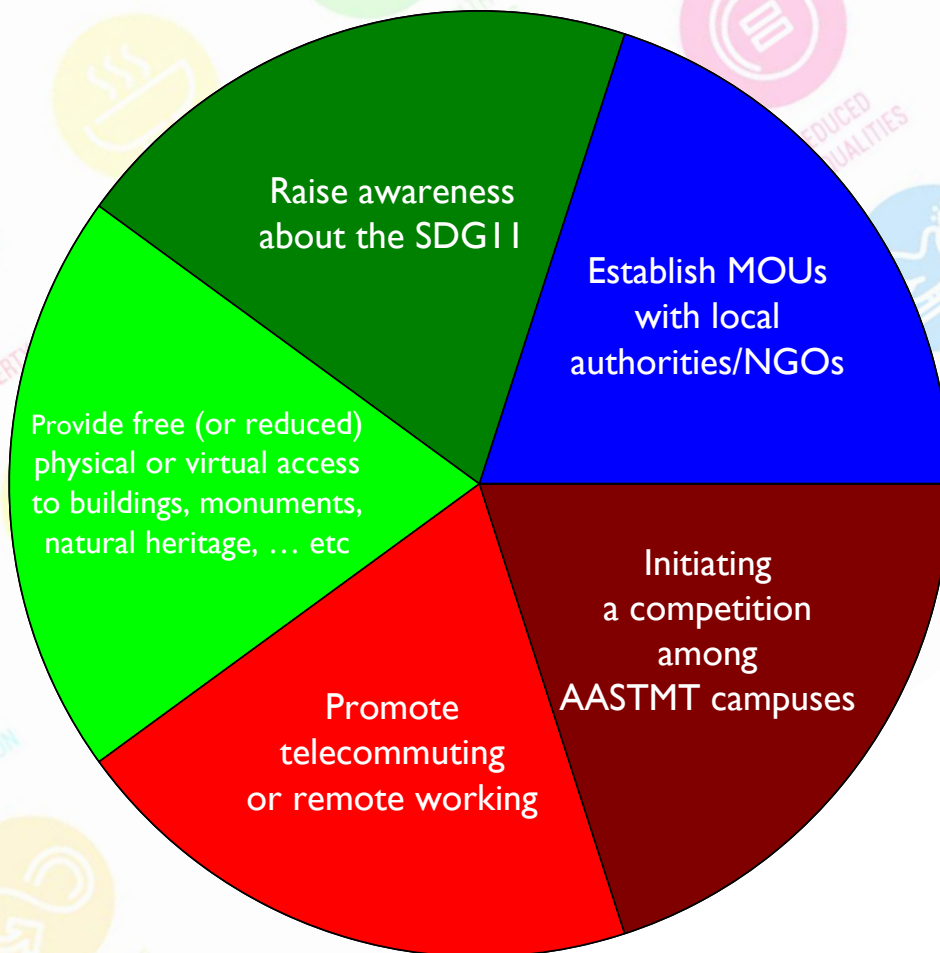 Raise awareness
about the SDG11
Establish MOUs
with local
authorities/NGOs
Provide free (or reduced)
physical or virtual access
to buildings, monuments,
natural heritage, … etc
Initiating
a competition
among
AASTMT campuses
Promote
telecommuting
or remote working